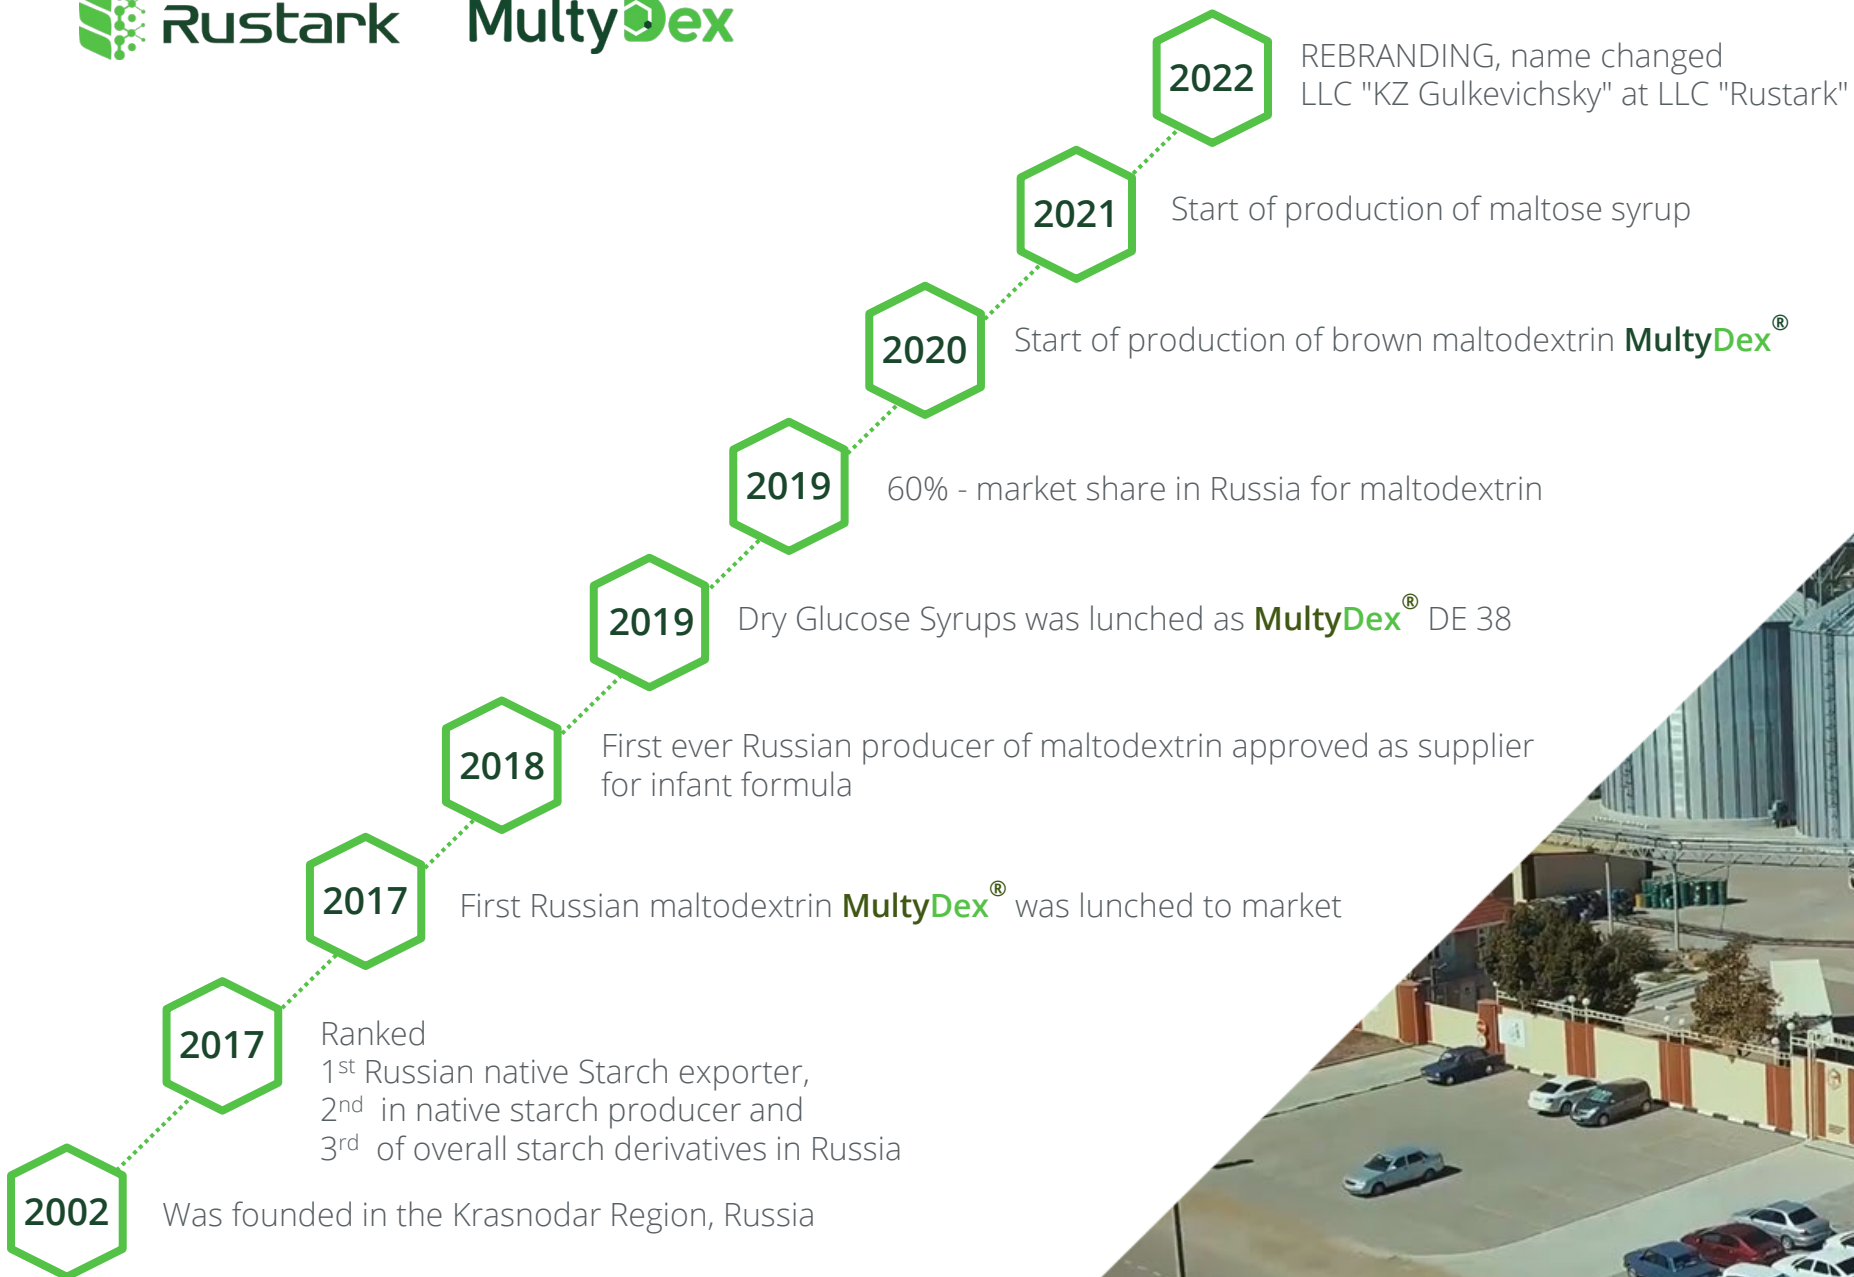 Rustark MultyDex
2022
REBRANDING, name changed
LLC "KZ Gulkevichsky" at LLC "Rustark"
2021
Start of production of maltose syrup
2020
Start of production of brown maltodextrin MultyDex®
2019
60% - market share in Russia for maltodextrin
2019
Dry Glucose Syrups was lunched as MultyDex® DE 38
2018
First ever Russian producer of maltodextrin approved as supplier
for infant formula
2017
First Russian maltodextrin MultyDex® was lunched to market
2017
Ranked
1st Russian native Starch exporter,
2nd in native starch producer and
3rd of overall starch derivatives in Russia
2002
Was founded in the Krasnodar Region, Russia